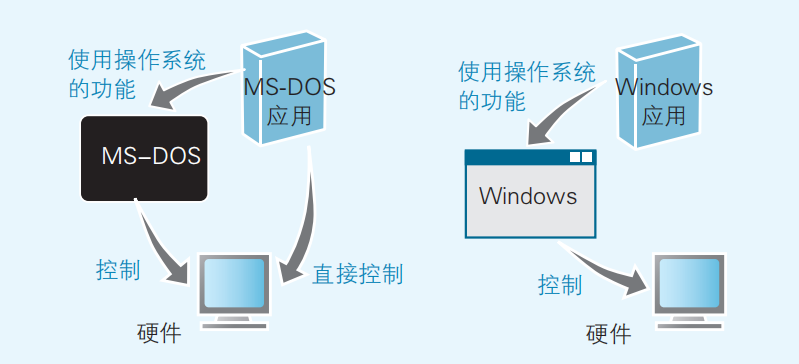 使用操作系统
的功能
MS-DOS
应用
MS–DOS
控制
直接控制
硬件
使用操作系统
的功能
Windows
应用
Windows
控制
硬件